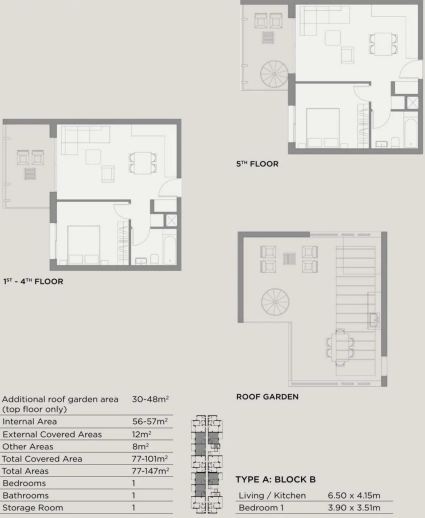 5TH FLOOR
1ST - 4TH FLOOR
ROOF GARDEN
Additional roof garden area 30-48m²
(top floor only)
Internal Area 56-57m²
External Covered Areas 12m²
Other Areas 8m²
Total Covered Area 77-101m²
Total Areas 77-147m²
Bedrooms 1
Bathrooms 1
Storage Room 1
TYPE A: BLOCK B
Living / Kitchen 6.50 x 4.15m
Bedroom 1 3.90 x 3.51m